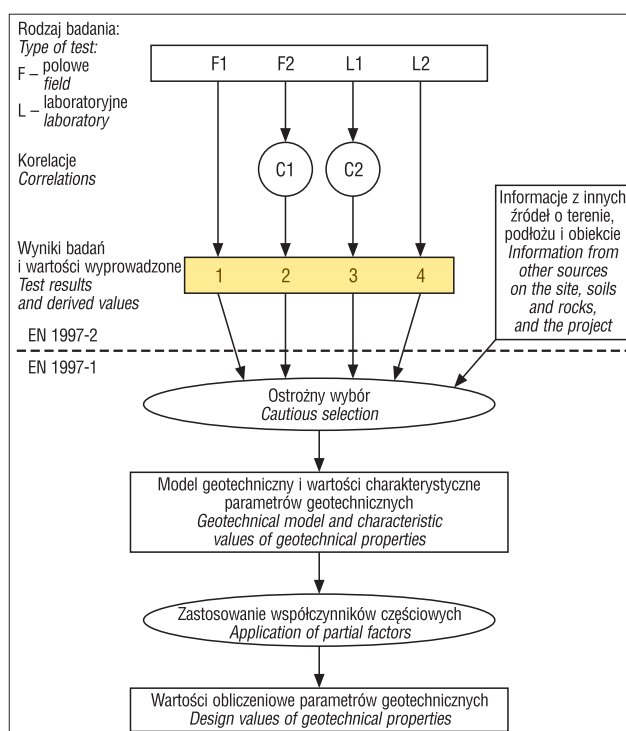 Rodzaj badania:
Type of test:
F – polowe
field
L – laboratoryjne
laboratory
F1 F2 L1 L2
Korelacje
Correlations
C1 C2
Informacje z innych
źródeł o terenie,
podłożu i obiekcie
Information from
other sources
on the site, soils
and rocks,
and the project
Wyniki badań
i wartości wyprowadzone
Test results
and derived values
1 2 3 4
EN 1997-2
EN 1997-1
Ostrożny wybór
Cautious selection
Model geotechniczny i wartości charakterystyczne
parametrów geotechnicznych
Geotechnical model and characteristic
values of geotechnical properties
Zastosowanie współczynników częściowych
Application of partial factors
Wartości obliczeniowe parametrów geotechnicznych
Design values of geotechnical properties